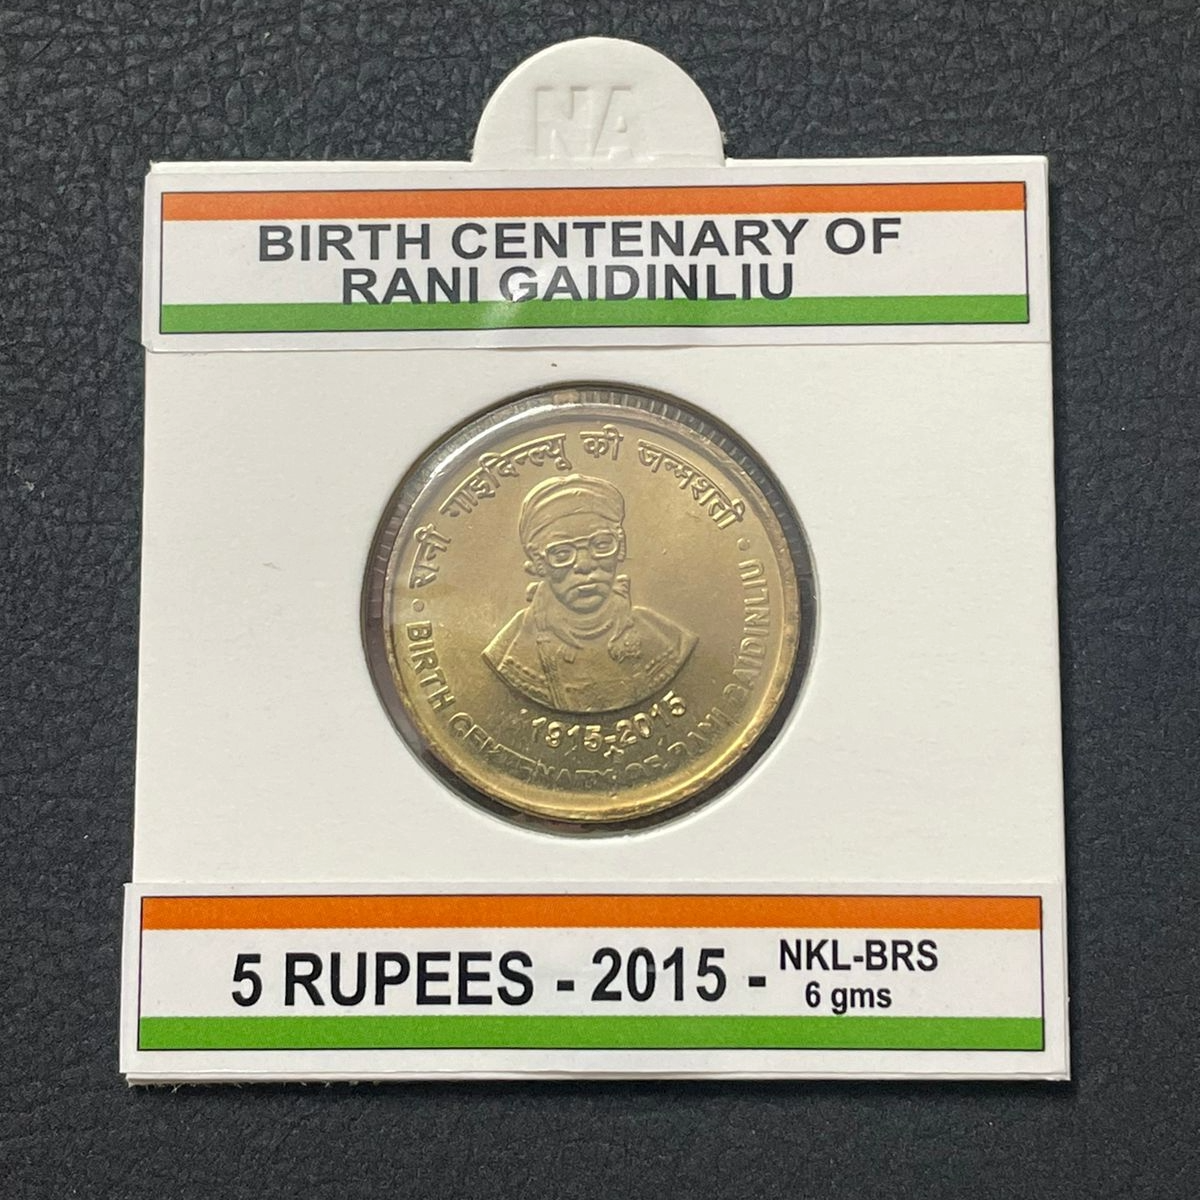 NA
BIRTH CENTENARY OF
RANI GAIDINLIU
रानी गाइदिन्ल्यू की जन्मशती
BIRTH CENTENARY OF RANI GAIDINLIU
1915-2015
5 RUPEES - 2015 - NKL-BRS
6 gms